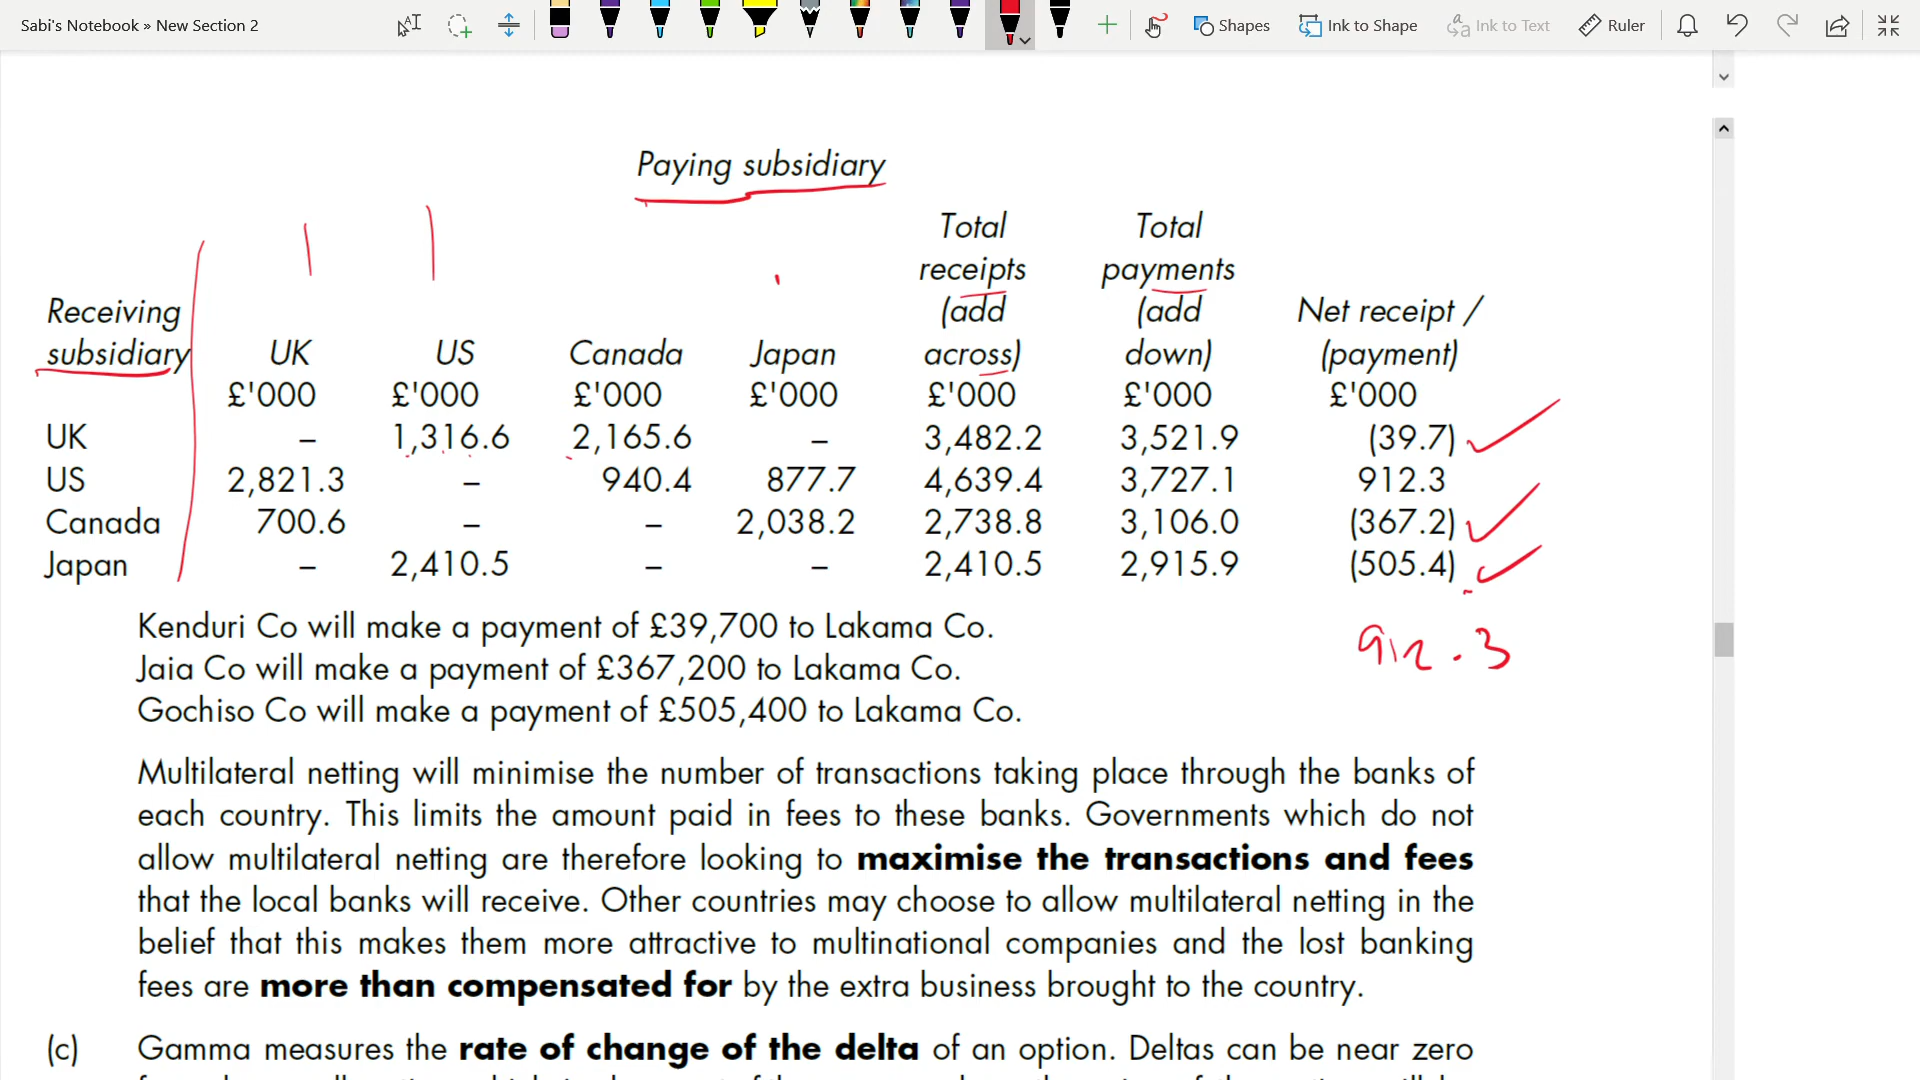 Sabi's Notebook » New Section 2
Shapes
Ink to Shape
Ink to Text
Ruler
Paying subsidiary
Receiving subsidiary UK US Canada Japan Total receipts (add across) Total payments (add down) Net receipt / (payment)
£'000 £'000 £'000 £'000 £'000 £'000 £'000
UK – 1,316.6 2,165.6 – 3,482.2 3,521.9 (39.7)
US 2,821.3 – 940.4 877.7 4,639.4 3,727.1 912.3
Canada 700.6 – – 2,038.2 2,738.8 3,106.0 (367.2)
Japan – 2,410.5 – – 2,410.5 2,915.9 (505.4)
912.3
Kenduri Co will make a payment of £39,700 to Lakama Co.
Jaia Co will make a payment of £367,200 to Lakama Co.
Gochiso Co will make a payment of £505,400 to Lakama Co.
Multilateral netting will minimise the number of transactions taking place through the banks of
each country. This limits the amount paid in fees to these banks. Governments which do not
allow multilateral netting are therefore looking to maximise the transactions and fees
that the local banks will receive. Other countries may choose to allow multilateral netting in the
belief that this makes them more attractive to multinational companies and the lost banking
fees are more than compensated for by the extra business brought to the country.
(c) Gamma measures the rate of change of the delta of an option. Deltas can be near zero